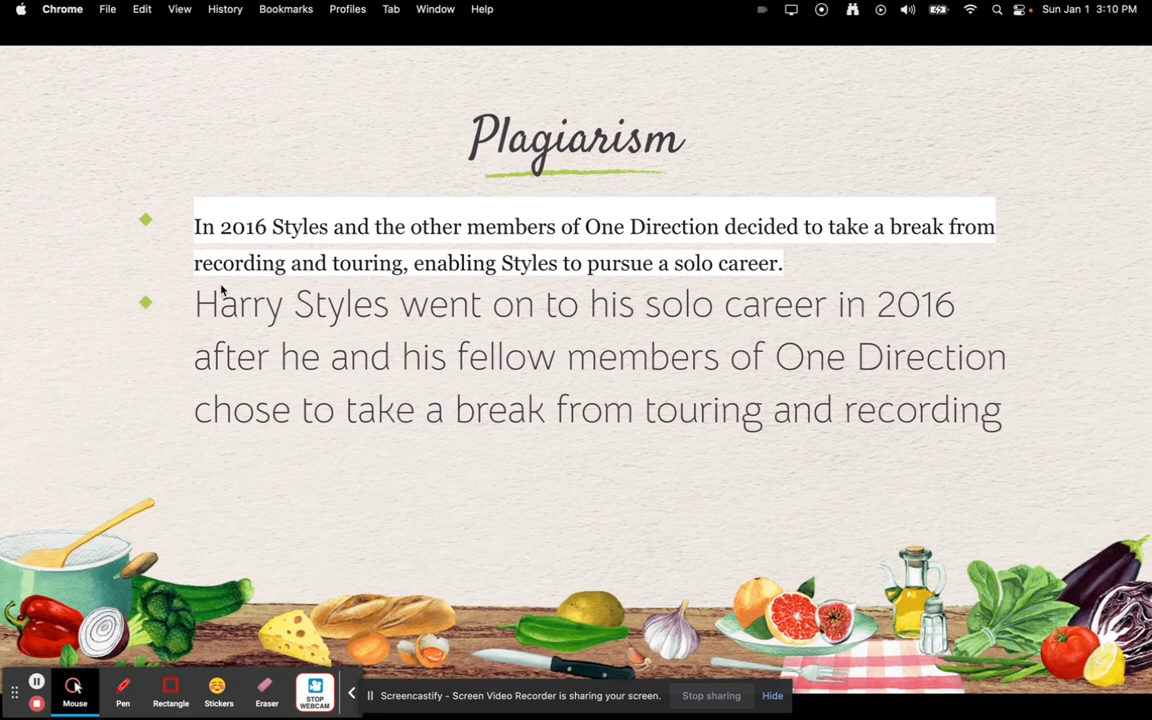 Chrome File Edit View History Bookmarks Profiles Tab Window Help Sun Jan 1 3:10 PM
Plagiarism
In 2016 Styles and the other members of One Direction decided to take a break from
recording and touring, enabling Styles to pursue a solo career.
Harry Styles went on to his solo career in 2016
after he and his fellow members of One Direction
chose to take a break from touring and recording
Mouse Pen Rectangle Stickers Eraser STOP WEBCAM Screencastify - Screen Video Recorder is sharing your screen. Stop sharing Hide